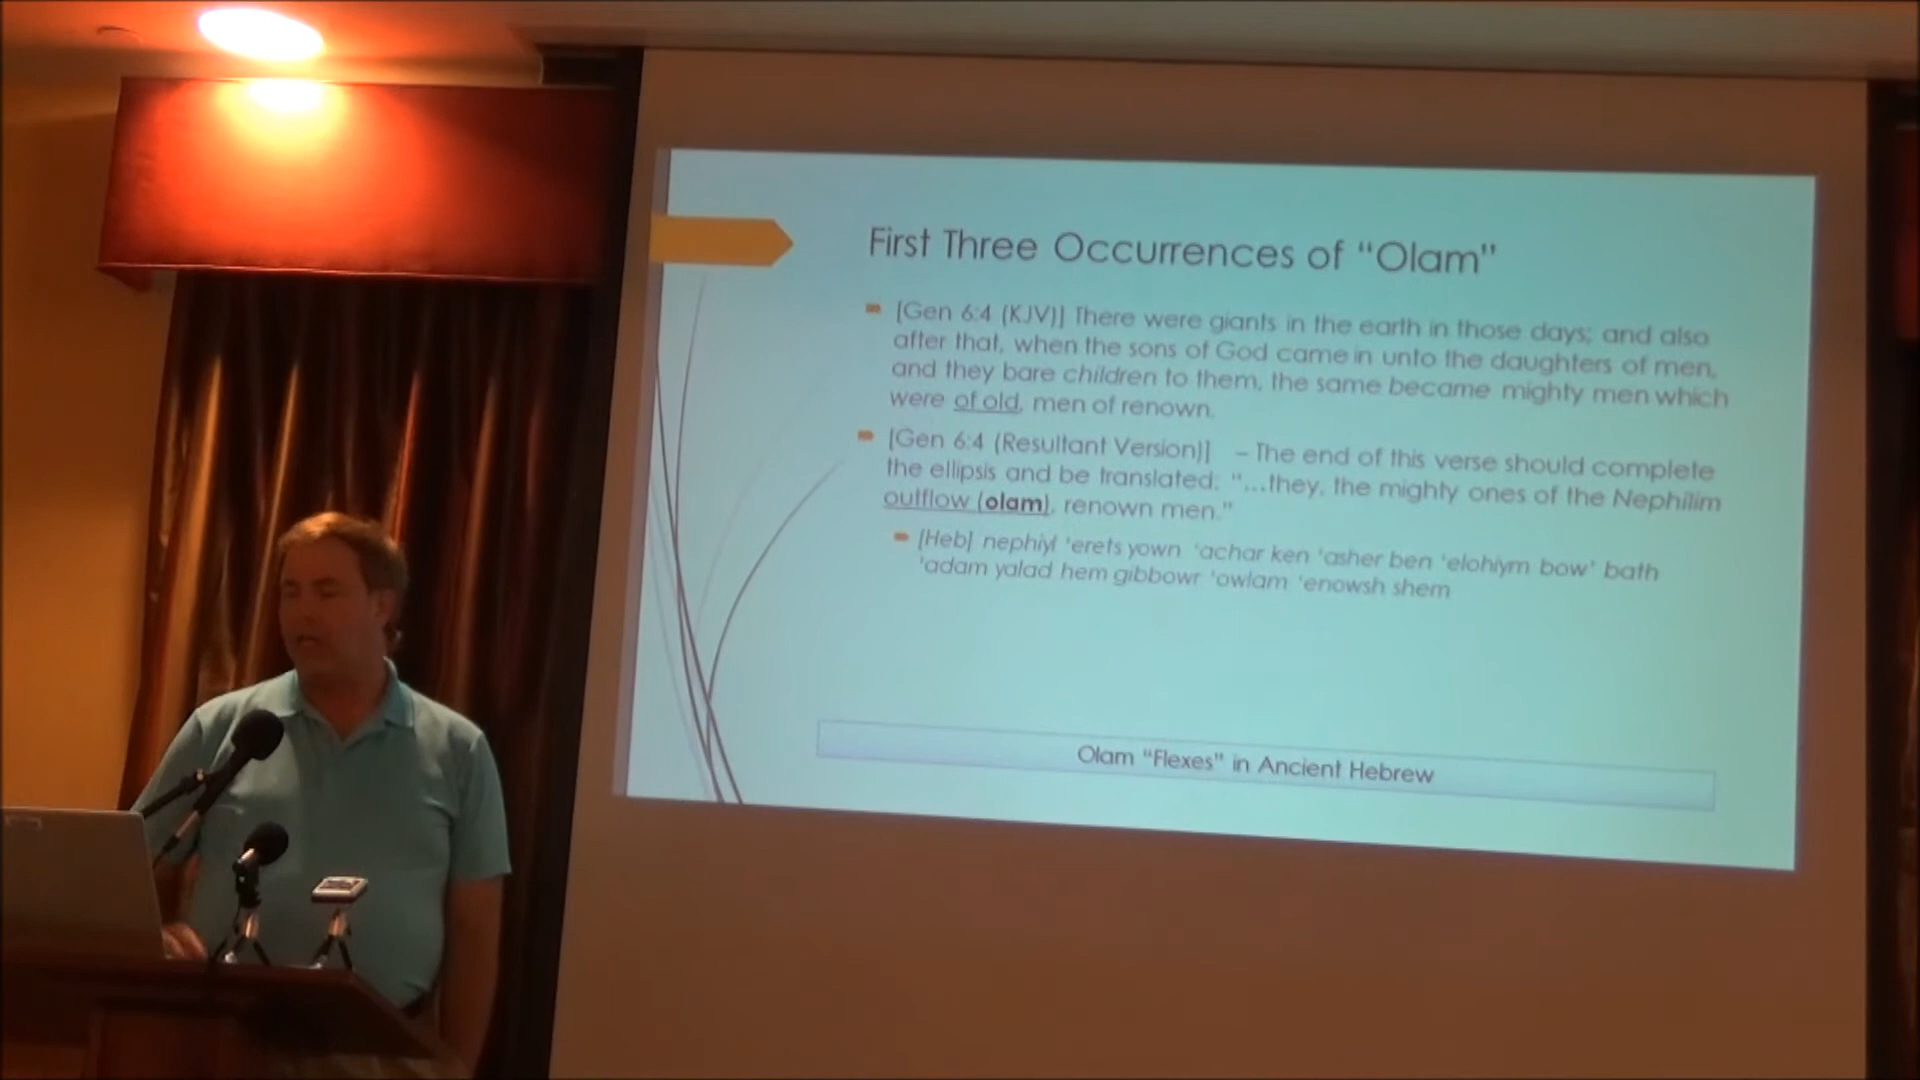 First Three Occurrences of “Olam”
[Gen 6:4 (KJV)] There were giants in the earth in those days; and also
after that, when the sons of God came in unto the daughters of men,
and they bare children to them, the same became mighty men which
were of old, men of renown.
[Gen 6:4 (Resultant Version)] – The end of this verse should complete
the ellipsis and be translated: “...they, the mighty ones of the Nephilim
outflow (olam), renown men.”
[Heb] nephiyl ‘erets yown ‘achar ken ‘asher ben ‘elohiym bow’ bath
‘adam yalad hem gibbowr ‘owlam ‘enowsh shem
Olam “Flexes” in Ancient Hebrew